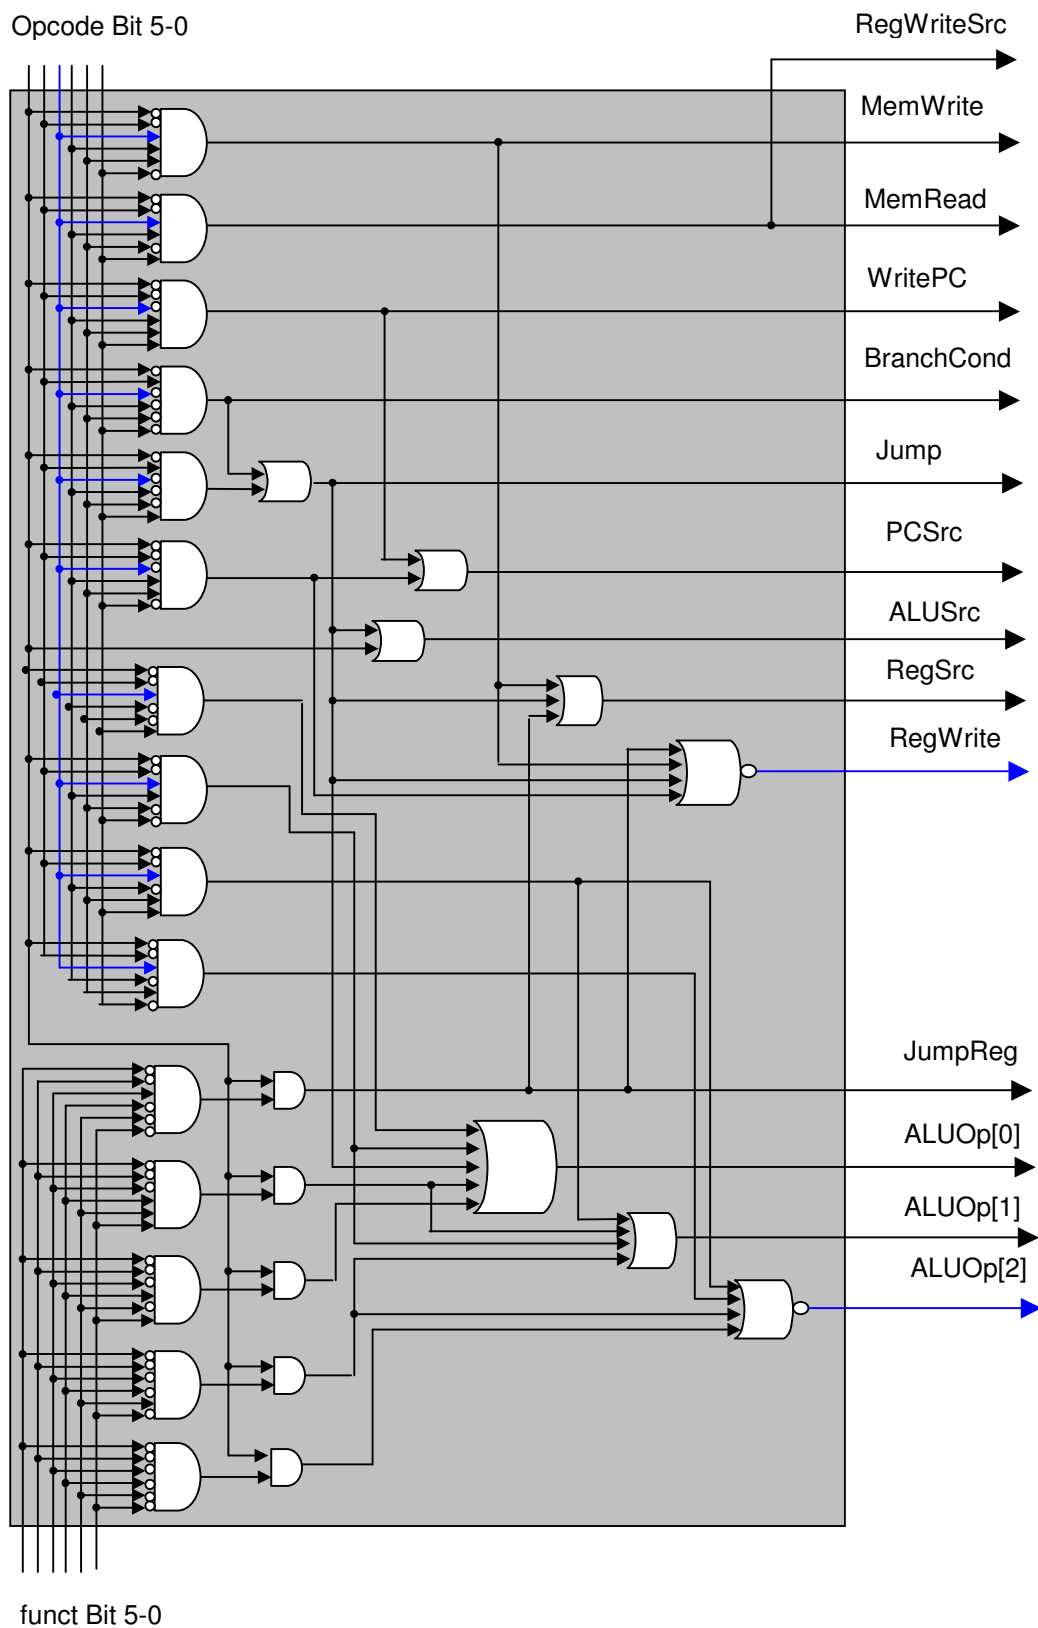 Opcode Bit 5-0
RegWriteSrc
MemWrite
MemRead
WritePC
BranchCond
Jump
PCSrc
ALUSrc
RegSrc
RegWrite
JumpReg
ALUOp[0]
ALUOp[1]
ALUOp[2]
funct Bit 5-0